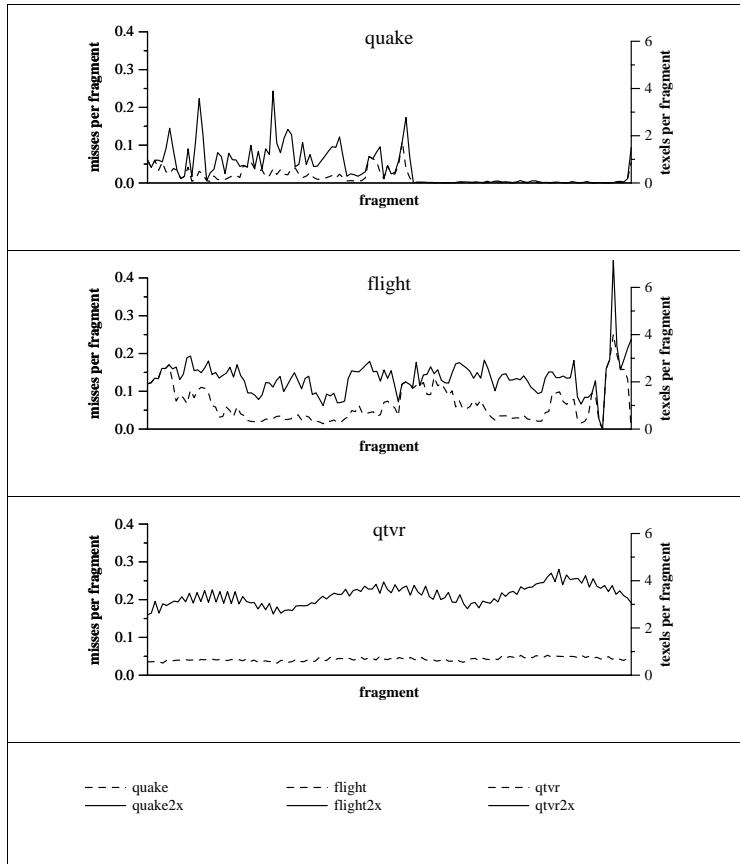 quake
0.4
0.3
0.2
0.1
0.0
misses per fragment
6
4
2
0
texels per fragment
fragment
flight
0.4
0.3
0.2
0.1
0.0
misses per fragment
6
4
2
0
texels per fragment
fragment
qtvr
0.4
0.3
0.2
0.1
0.0
misses per fragment
6
4
2
0
texels per fragment
fragment
quake flight qtvr
quake2x flight2x qtvr2x